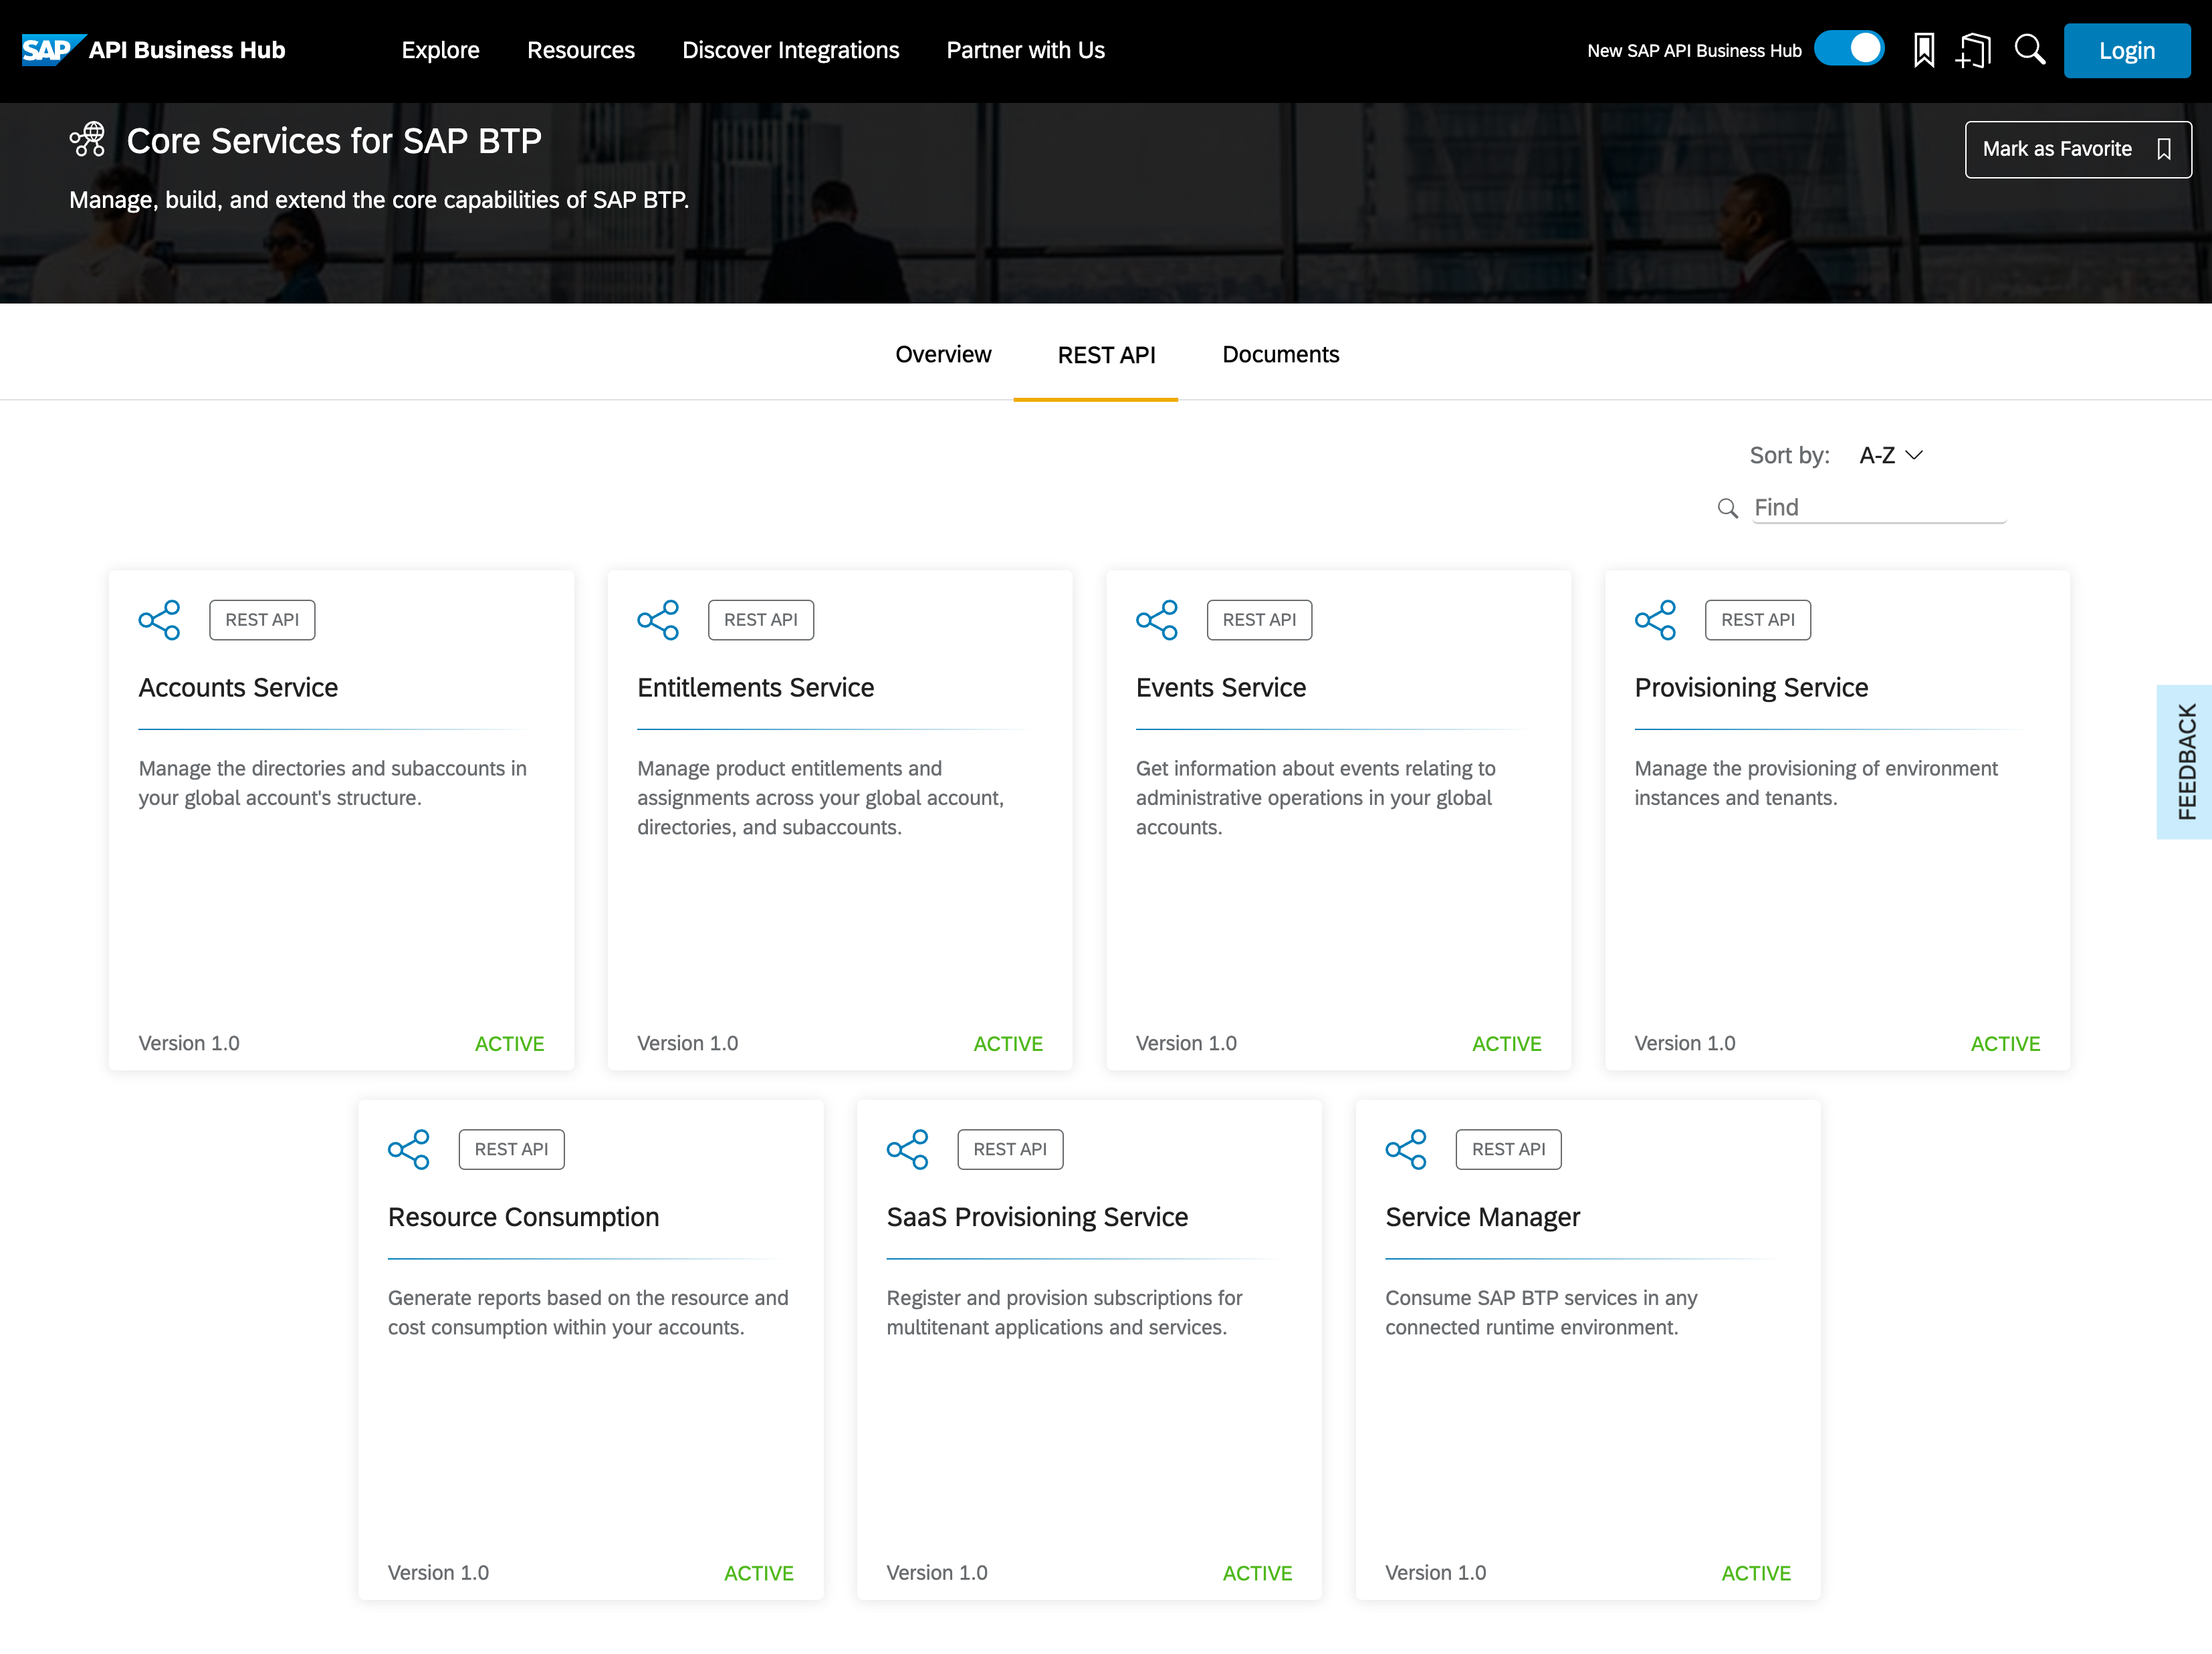 SAP API Business Hub Explore Resources Discover Integrations Partner with Us New SAP API Business Hub Login
Core Services for SAP BTP
Mark as Favorite
Manage, build, and extend the core capabilities of SAP BTP.
Overview REST API Documents
Sort by: A-Z
Find
REST API
Accounts Service
Manage the directories and subaccounts in
your global account's structure.
Version 1.0 ACTIVE
REST API
Entitlements Service
Manage product entitlements and
assignments across your global account,
directories, and subaccounts.
Version 1.0 ACTIVE
REST API
Events Service
Get information about events relating to
administrative operations in your global
accounts.
Version 1.0 ACTIVE
REST API
Provisioning Service
Manage the provisioning of environment
instances and tenants.
Version 1.0 ACTIVE
FEEDBACK
REST API
Resource Consumption
Generate reports based on the resource and
cost consumption within your accounts.
Version 1.0 ACTIVE
REST API
SaaS Provisioning Service
Register and provision subscriptions for
multitenant applications and services.
Version 1.0 ACTIVE
REST API
Service Manager
Consume SAP BTP services in any
connected runtime environment.
Version 1.0 ACTIVE